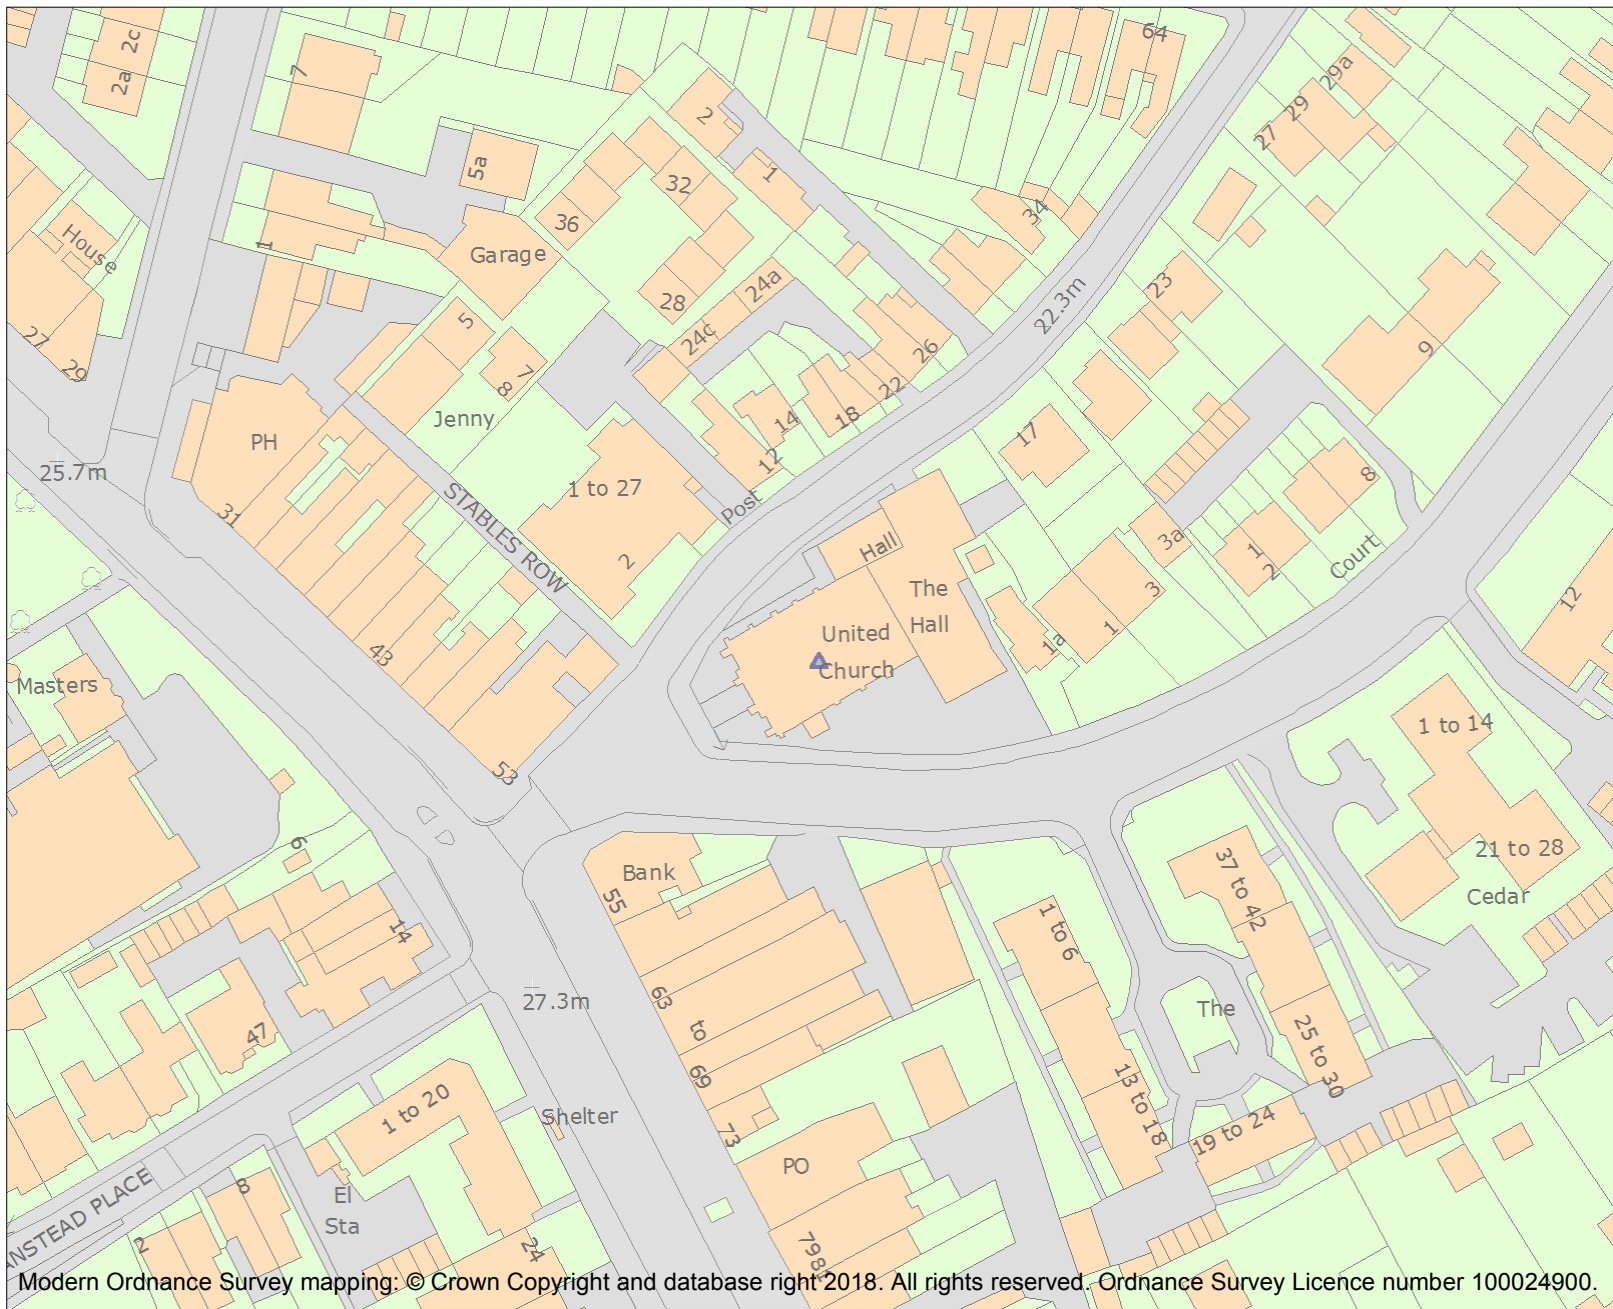 2c
2a
7
64
29a
29
27
2
1
5a
32
36
34
House
1
Garage
23
24a
22.3m
28
24c
5
26
9
27
29
7
8
22
Jenny
14
18
PH
17
12
25.7m
8
1 to 27
31
Post
STABLES ROW
Hall
3a
1
2
Court
2
The
Hall
3
12
United
Church
1
1a
43
Masters
1 to 14
53
6
Bank
55
37 to 42
21 to 28
Cedar
14
1 to 6
63
to
69
27.3m
The
47
25 to 30
1 to 20
Shelter
13 to 18
19 to 24
73
PO
ANSTEAD PLACE
8
El
Sta
2
24
79
81
Modern Ordnance Survey mapping: © Crown Copyright and database right 2018. All rights reserved. Ordnance Survey Licence number 100024900.